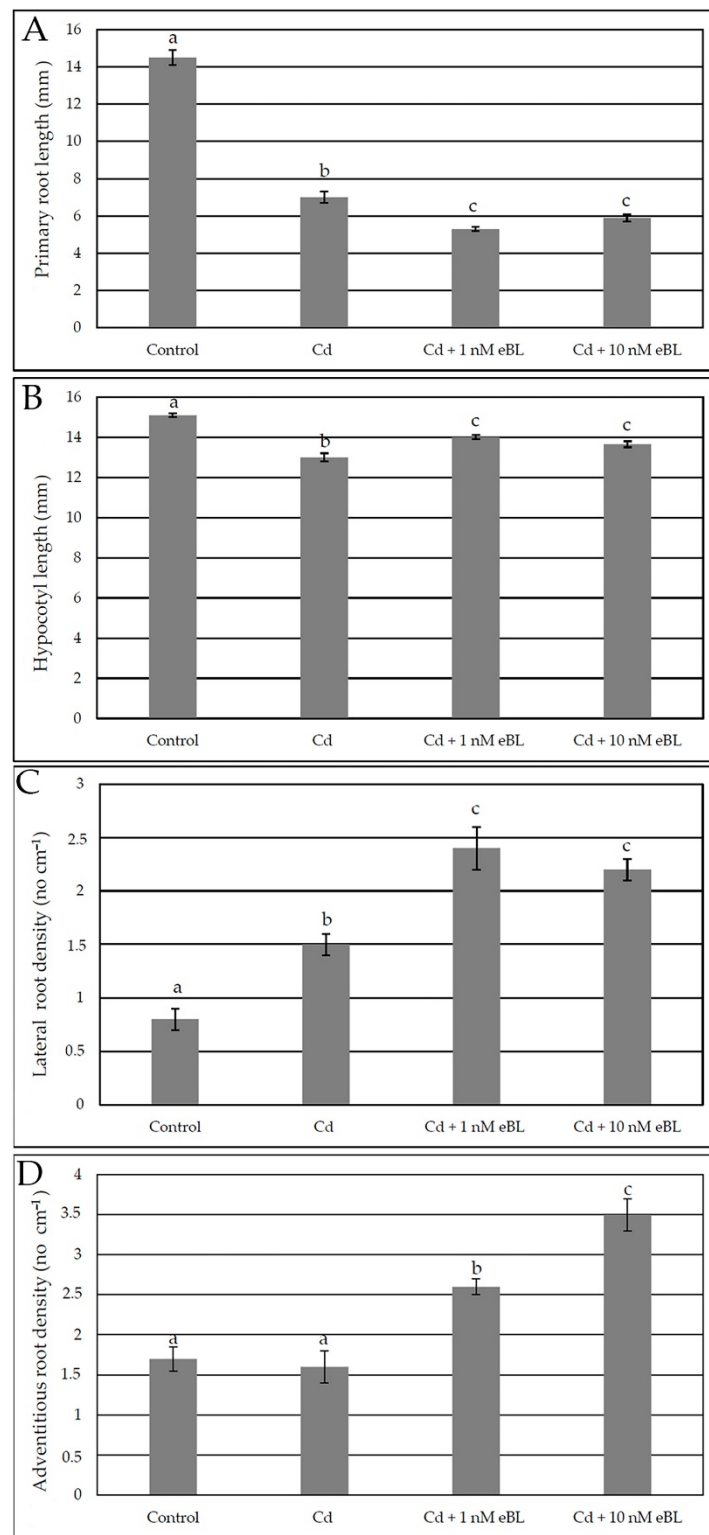 A
Primary root length (mm)
16
14
12
10
8
6
4
2
0
a
b
c
c
Control
Cd
Cd + 1 nM eBL
Cd + 10 nM eBL
B
Hypocotyl length (mm)
16
14
12
10
8
6
4
2
0
a
b
c
c
Control
Cd
Cd + 1 nM eBL
Cd + 10 nM eBL
C
Lateral root density (no cm⁻¹)
3
2.5
2
1.5
1
0.5
0
a
b
c
c
Control
Cd
Cd + 1 nM eBL
Cd + 10 nM eBL
D
Adventitious root density (no cm⁻¹)
4
3.5
3
2.5
2
1.5
1
0.5
0
a
a
b
c
Control
Cd
Cd + 1 nM eBL
Cd + 10 nM eBL